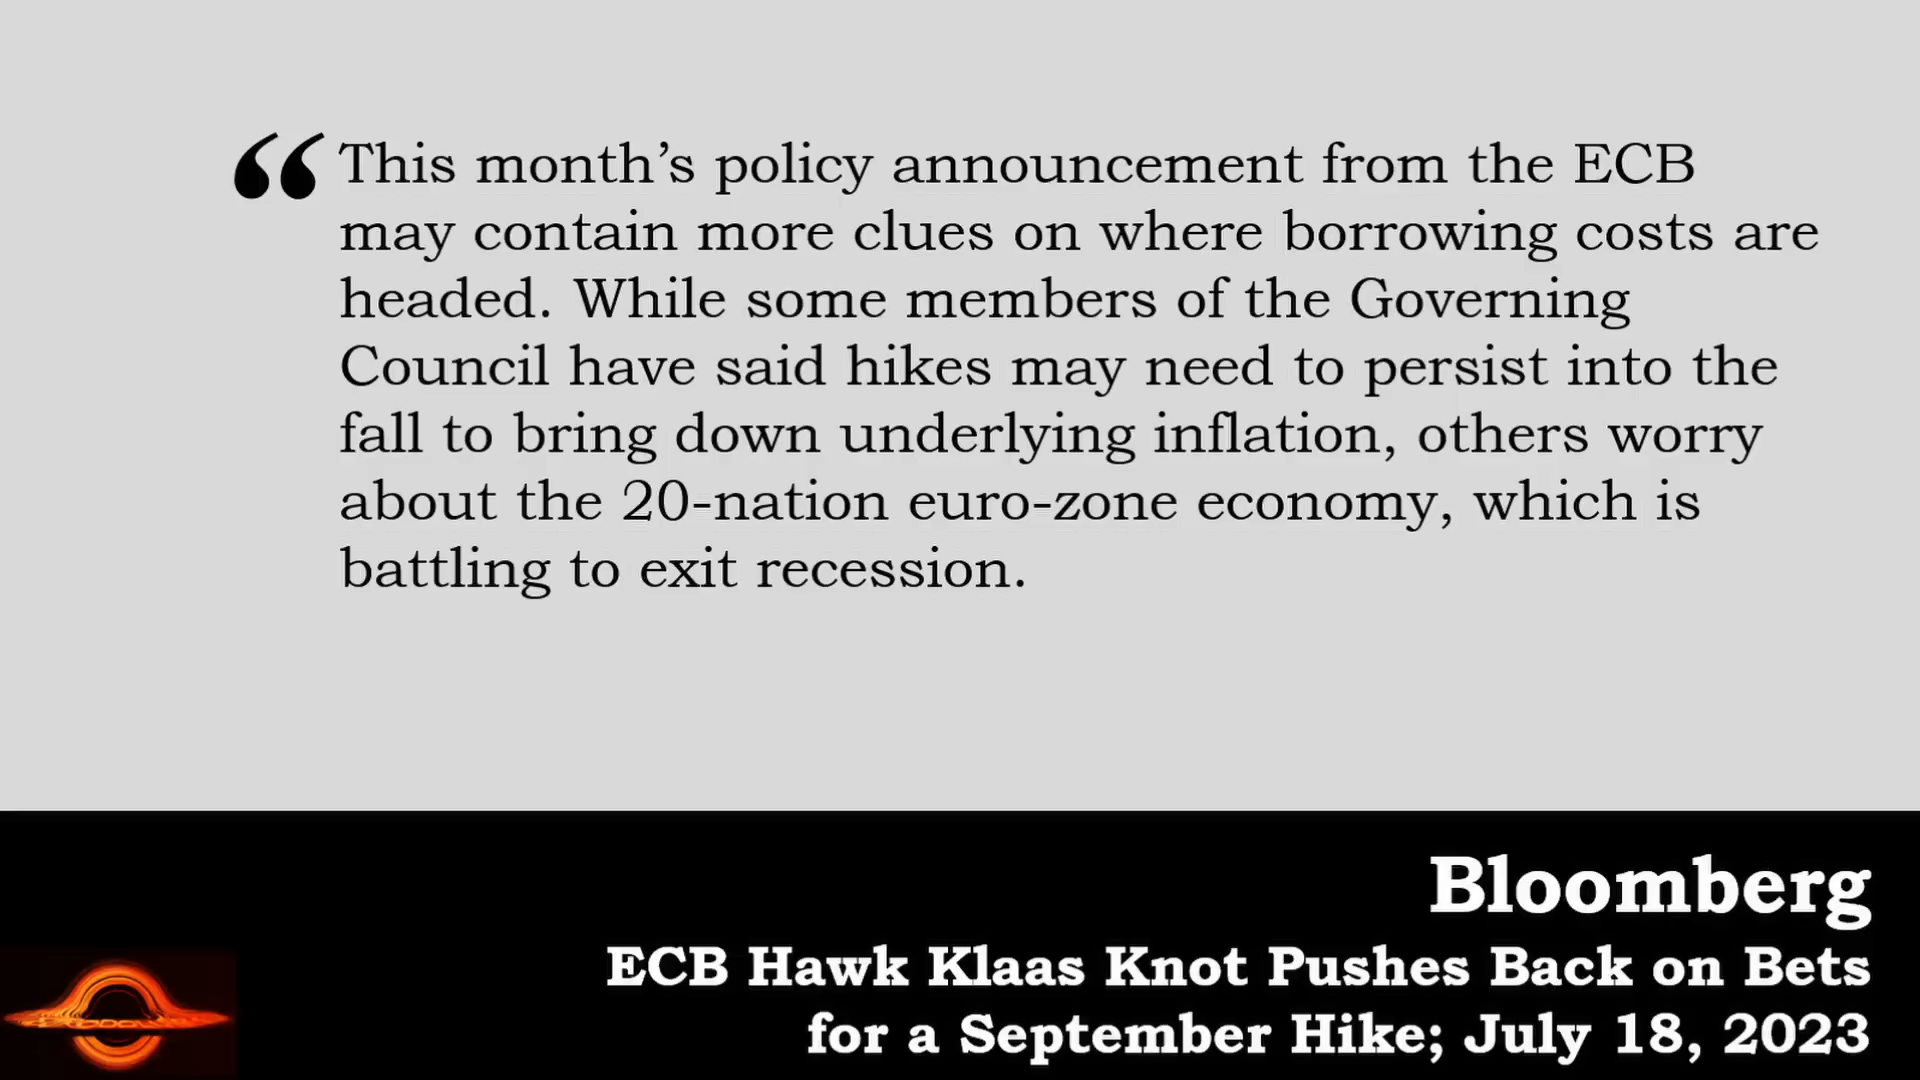 “This month’s policy announcement from the ECB
may contain more clues on where borrowing costs are
headed. While some members of the Governing
Council have said hikes may need to persist into the
fall to bring down underlying inflation, others worry
about the 20-nation euro-zone economy, which is
battling to exit recession.
Bloomberg
ECB Hawk Klaas Knot Pushes Back on Bets
for a September Hike; July 18, 2023